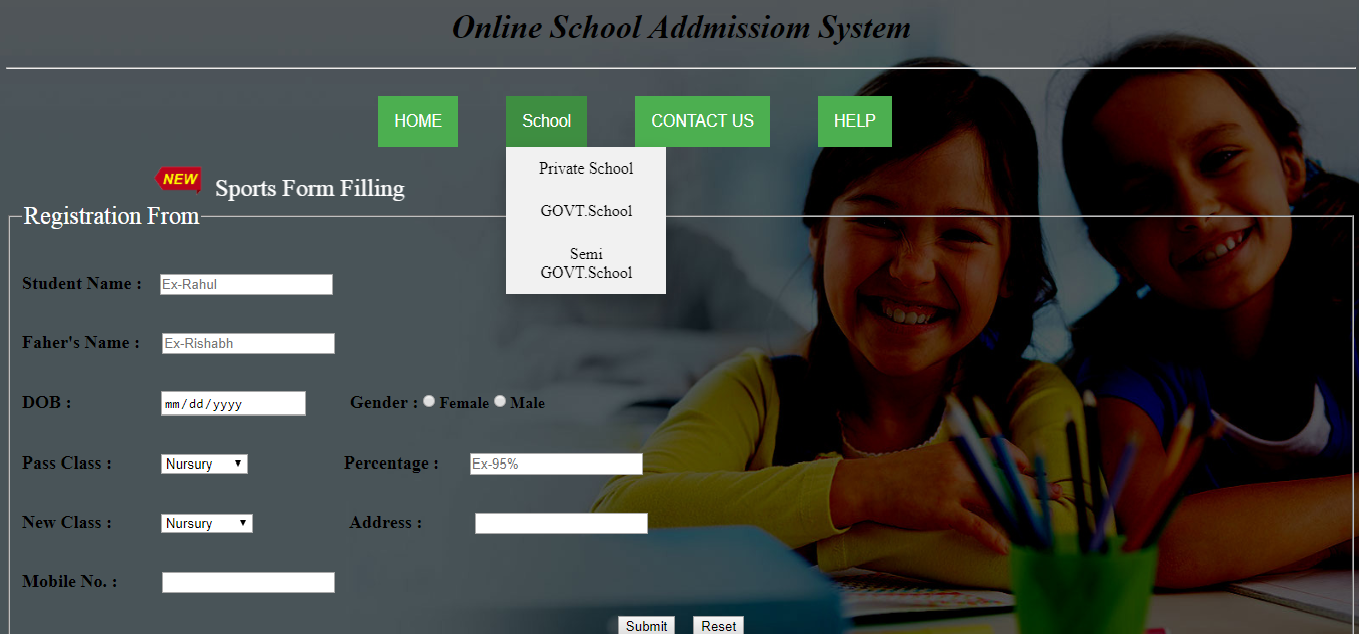 Online School Addmissiom System
HOME School CONTACT US HELP
Private School
GOVT.School
Semi
GOVT.School
NEW Sports Form Filling
Registration From
Student Name : Ex-Rahul
Faher's Name : Ex-Rishabh
DOB : mm/dd/yyyy Gender : Female Male
Pass Class : Nursury Percentage : Ex-95%
New Class : Nursury Address :
Mobile No. :
Submit Reset